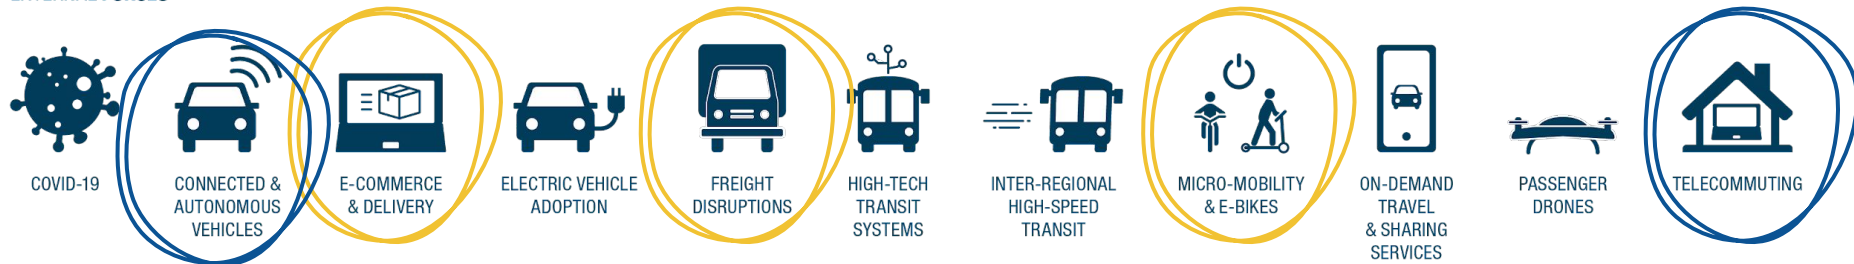 COVID-19
CONNECTED &
AUTONOMOUS
VEHICLES
E-COMMERCE
& DELIVERY
ELECTRIC VEHICLE
ADOPTION
FREIGHT
DISRUPTIONS
HIGH-TECH
TRANSIT
SYSTEMS
INTER-REGIONAL
HIGH-SPEED
TRANSIT
MICRO-MOBILITY
& E-BIKES
ON-DEMAND
TRAVEL
& SHARING
SERVICES
PASSENGER
DRONES
TELECOMMUTING